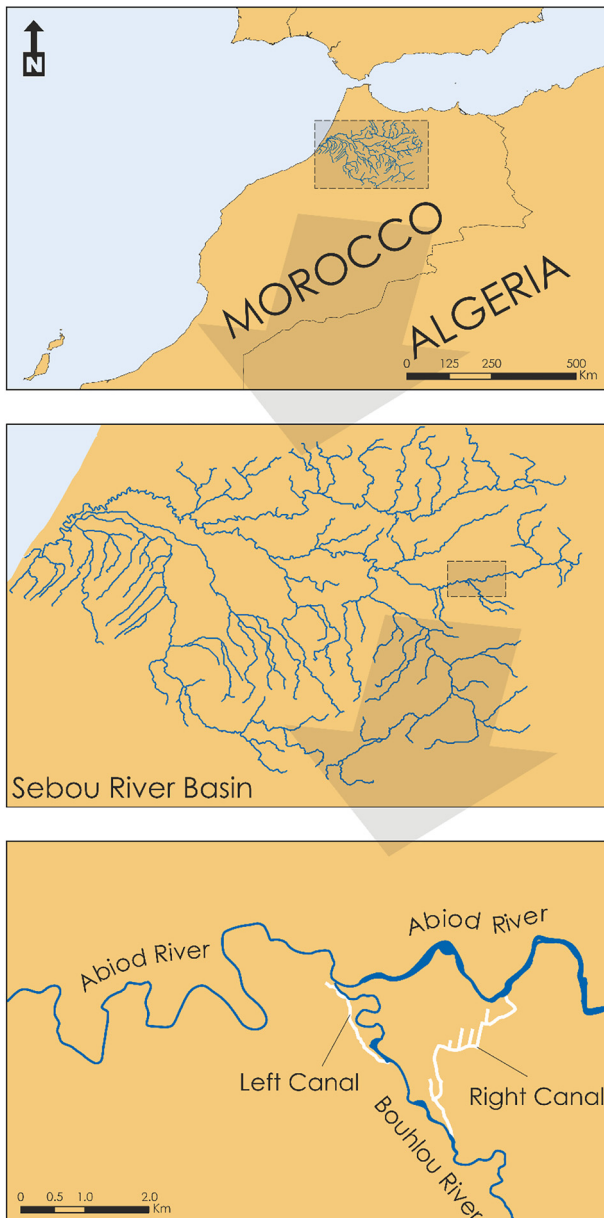 N
MOROCCO
ALGERIA
0 125 250 500
Km
Sebou River Basin
Abiod River
Abiod River
Left Canal
Right Canal
Bouhlou River
0 0.5 1.0 2.0
Km